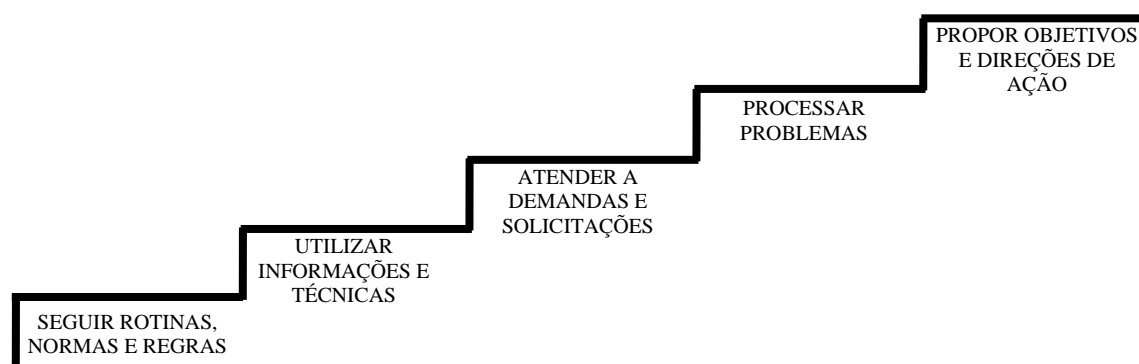 PROPOR OBJETIVOS
E DIREÇÕES DE
AÇÃO
PROCESSAR
PROBLEMAS
ATENDER A
DEMANDAS E
SOLICITAÇÕES
UTILIZAR
INFORMAÇÕES E
TÉCNICAS
SEGUIR ROTINAS,
NORMAS E REGRAS